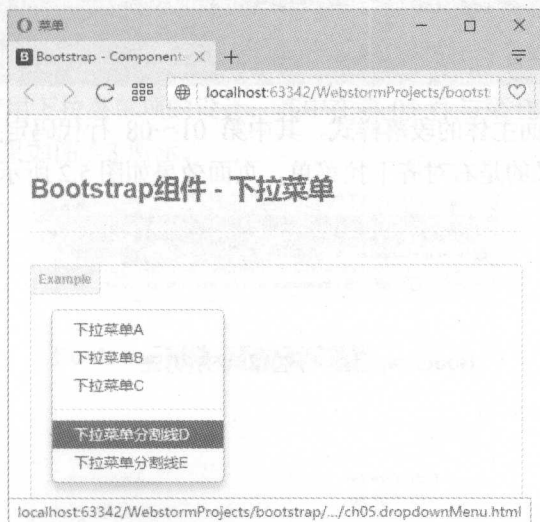 菜单
Bootstrap - Component
localhost:63342/WebstormProjects/bootst
Bootstrap组件 - 下拉菜单
Example
下拉菜单A
下拉菜单B
下拉菜单C
下拉菜单分割线D
下拉菜单分割线E
localhost:63342/WebstormProjects/bootstrap/.../ch05.dropdownMenu.html